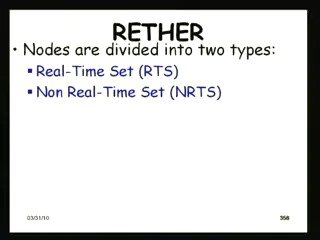 RETHER
• Nodes are divided into two types:
▪ Real-Time Set (RTS)
▪ Non Real-Time Set (NRTS)
03/31/10
358